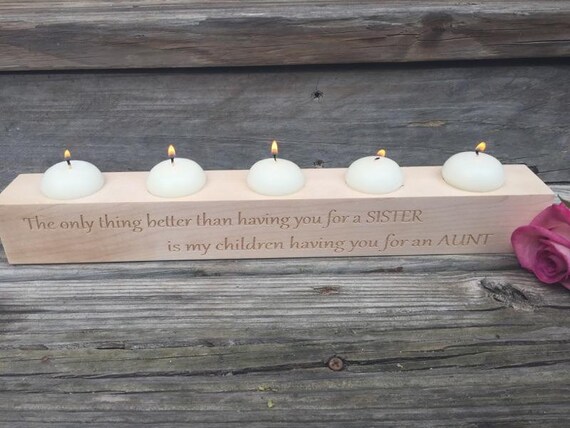 The only thing better than having you for a SISTER
is my children having you for an AUNT